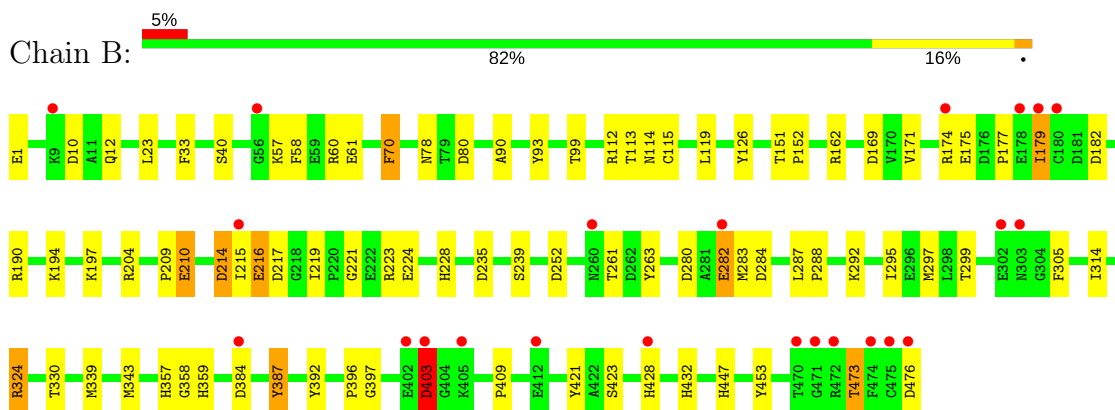 5%
Chain B:
82% 16% •
E1 K9 D10 A11 Q12 L23 F33 S40 G56 K57 F58 E59 R60 E61 F70 N78 T79 D80 A90 Y93 T99 R112 T113 N114 C115 L119 Y126 T151 P152 R162 D169 V170 V171 R174 E175 D176 P177 E178 I179 C180 D181 D182
R190 K194 K197 R204 P209 E210 D214 I215 E216 D217 G218 I219 P220 G221 E222 R223 E224 H228 D235 S239 D252 N260 T261 D262 Y263 D280 A281 E282 M283 D284 L287 P288 K292 I295 E296 M297 L298 T299 E302 N303 G304 F305 I314
R324 T330 M339 M343 H357 G358 H359 D384 Y387 Y392 P396 G397 E402 D403 G404 K405 P409 E412 Y421 A422 S423 H428 H432 H447 Y453 T470 G471 R472 T473 F474 C475 D476